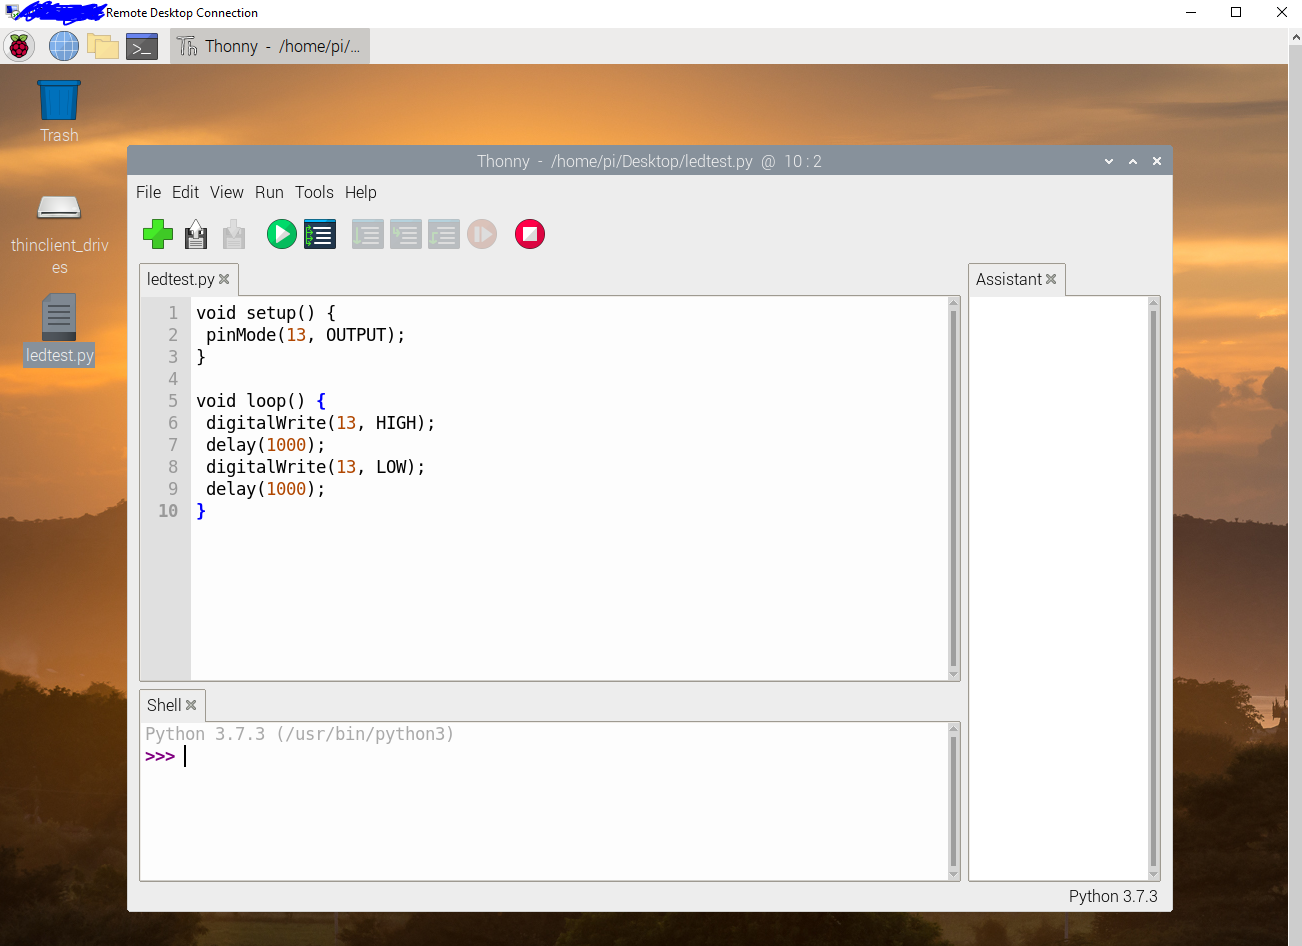 Remote Desktop Connection
Thonny - /home/pi/...
Trash
thinclient_driv
es
ledtest.py
Thonny - /home/pi/Desktop/ledtest.py @ 10 : 2
File Edit View Run Tools Help
ledtest.py
1 void setup() {
2  pinMode(13, OUTPUT);
3 }
4
5 void loop() {
6  digitalWrite(13, HIGH);
7  delay(1000);
8  digitalWrite(13, LOW);
9  delay(1000);
10 }
Assistant
Shell
Python 3.7.3 (/usr/bin/python3)
>>>
Python 3.7.3